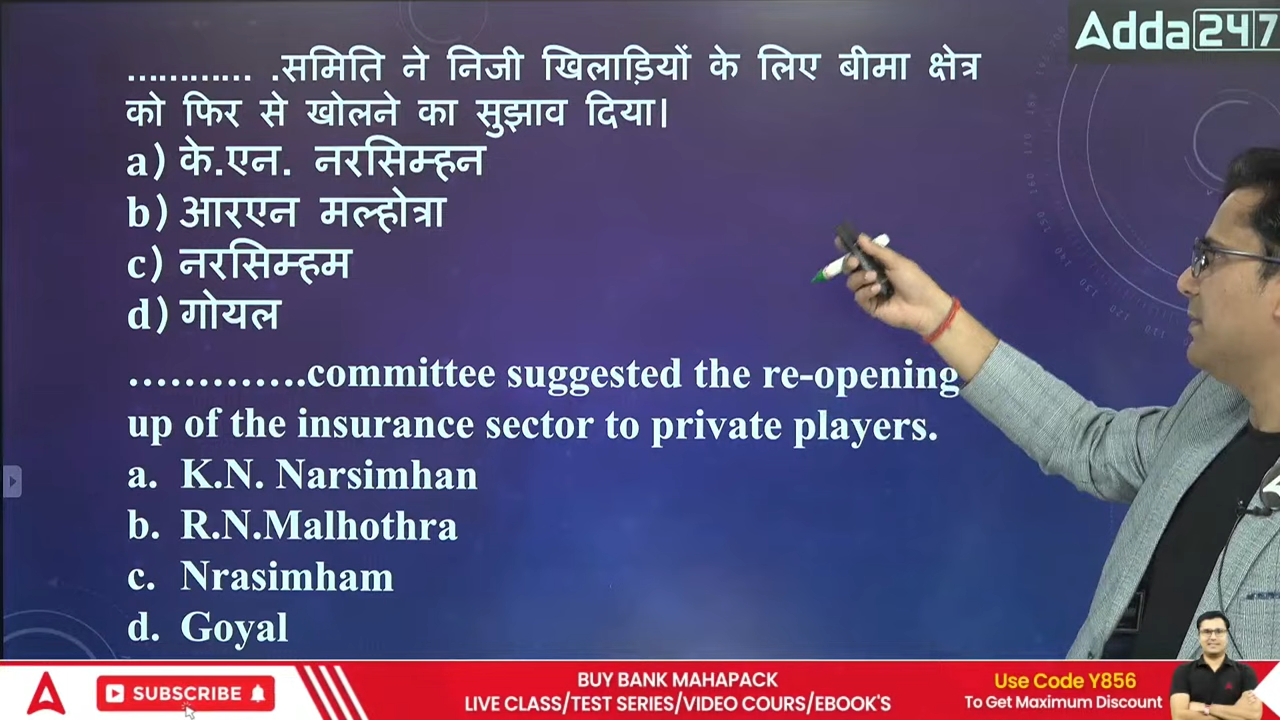 Adda247
………… .समिति ने निजी खिलाड़ियों के लिए बीमा क्षेत्र
को फिर से खोलने का सुझाव दिया।
a) के.एन. नरसिम्हन
b) आरएन मल्होत्रा
c) नरसिम्हम
d) गोयल
………….committee suggested the re-opening
up of the insurance sector to private players.
a. K.N. Narsimhan
b. R.N.Malhothra
c. Nrasimham
d. Goyal
SUBSCRIBE
BUY BANK MAHAPACK
LIVE CLASS/TEST SERIES/VIDEO COURS/EBOOK'S
Use Code Y856
To Get Maximum Discount